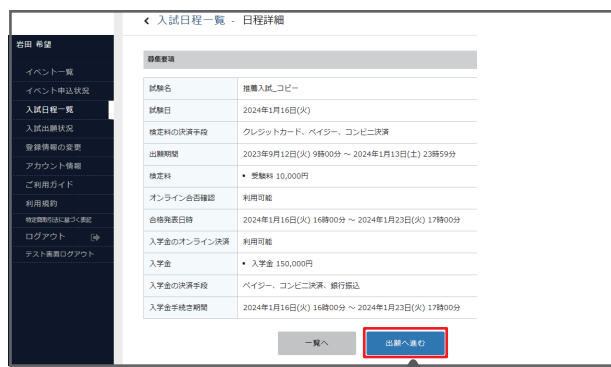 入試日程一覧 - 日程詳細
岩田 希望
イベント一覧
イベント申込状況
入試日程一覧
入試出願状況
登録情報の変更
アカウント情報
ご利用ガイド
利用規約
特定商取引法に基づく表記
ログアウト
テスト画面ログアウト
募集要項
試験名 推薦入試_コピー
試験日 2024年1月16日(火)
検定料の決済手段 クレジットカード、ペイジー、コンビニ決済
出願期間 2023年9月12日(火) 9時00分 ～ 2024年1月13日(土) 23時59分
検定料 • 受験料 10,000円
オンライン合否確認 利用可能
合格発表日時 2024年1月16日(火) 16時00分 ～ 2024年1月23日(火) 17時00分
入学金のオンライン決済 利用可能
入学金 • 入学金 150,000円
入学金の決済手段 ペイジー、コンビニ決済、銀行振込
入学金手続き期間 2024年1月16日(火) 16時00分 ～ 2024年1月23日(火) 17時00分
一覧へ 出願へ進む